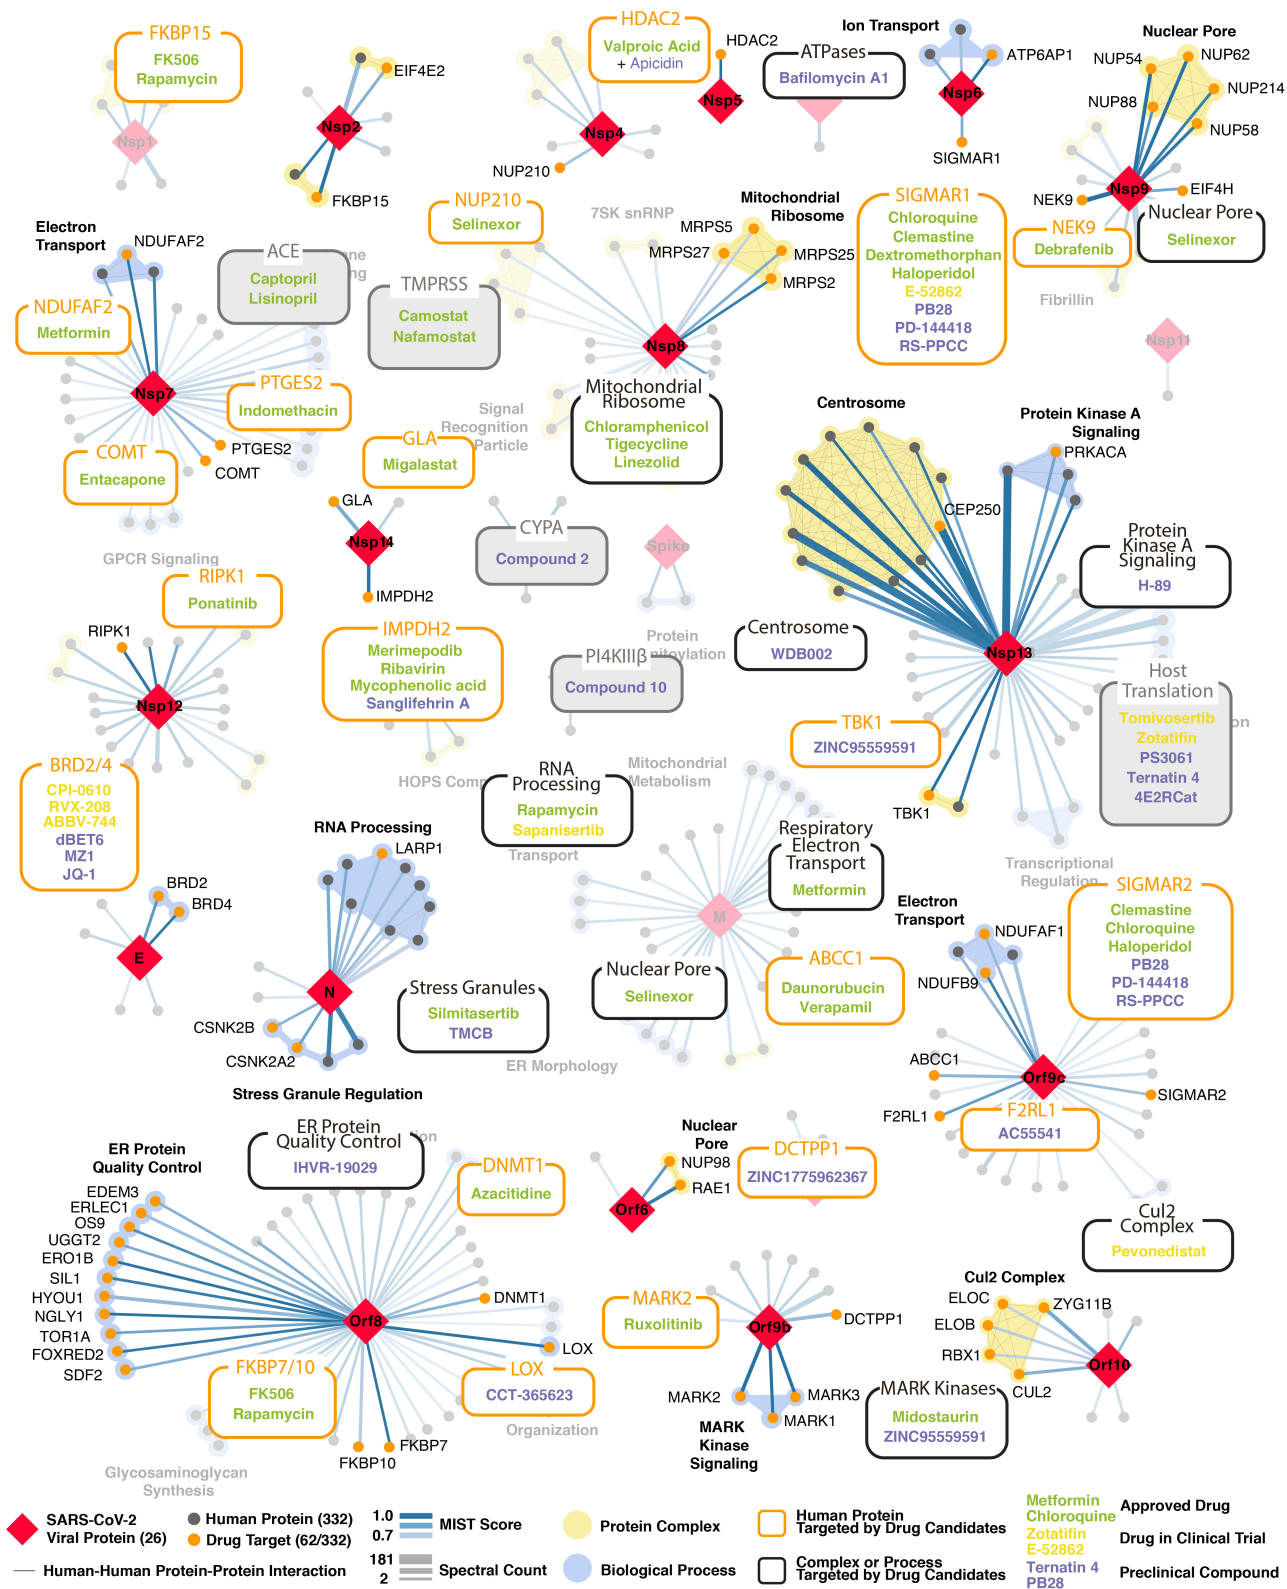 FKBP15
FK506
Rapamycin
Nsp1
EIF4E2
Nsp2
FKBP15
HDAC2
Valproic Acid
+ Apicidin
Nsp4
NUP210
HDAC2
Nsp5
ATPases
Bafilomycin A1
Ion Transport
ATP6AP1
Nsp6
SIGMAR1
Nuclear Pore
NUP54
NUP62
NUP214
NUP88
NUP58
Nsp9
NEK9
EIF4H
Nuclear Pore
Selinexor
NEK9
Debrafenib
Fibrillin
Nsp11
Electron
Transport
NDUFAF2
NDUFAF2
Metformin
Nsp7
ACE
Captopril
Lisinopril
TMPRSS
Camostat
Nafamostat
PTGES2
Indomethacin
PTGES2
COMT
COMT
Entacapone
GPCR Signaling
NUP210
Selinexor
7SK snRNP
Mitochondrial
Ribosome
MRPS5
MRPS27
MRPS25
MRPS2
Nsp8
Signal
Recognition
Particle
Mitochondrial
Ribosome
Chloramphenicol
Tigecycline
Linezolid
SIGMAR1
Chloroquine
Clemastine
Dextromethorphan
Haloperidol
E-52862
PB28
PD-144418
RS-PPCC
GLA
Migalastat
GLA
Nsp14
IMPDH2
CYPA
Compound 2
Spike
Centrosome
CEP250
Protein Kinase A
Signaling
PRKACA
Protein
Kinase A
Signaling
H-89
Nsp13
Centrosome
WDB002
TBK1
ZINC95559591
TBK1
Host
Translation
Tomivosertib
Zotatifin
PS3061
Ternatin 4
4E2RCat
Transcriptional
Regulation
RIPK1
Ponatinib
RIPK1
Nsp12
IMPDH2
Merimepodib
Ribavirin
Mycophenolic acid
Sanglifehrin A
Protein
PI4KIIIβ
Compound 10
BRD2/4
CPI-0610
RVX-208
ABBV-744
dBET6
MZ1
JQ-1
BRD2
BRD4
E
RNA
Processing
Rapamycin
Sapanisertib
Transport
Mitochondrial
Metabolism
Respiratory
Electron
Transport
Metformin
M
Nuclear Pore
Selinexor
ABCC1
Daunorubucin
Verapamil
ER Morphology
RNA Processing
LARP1
N
CSNK2B
CSNK2A2
Stress Granules
Silmitasertib
TMCB
Stress Granule Regulation
Electron
Transport
NDUFAF1
NDUFB9
SIGMAR2
Clemastine
Chloroquine
Haloperidol
PB28
PD-144418
RS-PPCC
ABCC1
Orf9c
F2RL1
SIGMAR2
F2RL1
AC55541
ER Protein
Quality Control
ER Protein
Quality Control
IHVR-19029
EDEM3
ERLEC1
OS9
UGGT2
ERO1B
SIL1
HYOU1
NGLY1
TOR1A
FOXRED2
SDF2
Orf8
DNMT1
Azacitidine
DNMT1
LOX
LOX
CCT-365623
Organization
FKBP7/10
FK506
Rapamycin
FKBP7
FKBP10
Glycosaminoglycan
Synthesis
Nuclear
Pore
NUP98
RAE1
Orf6
DCTPP1
ZINC1775962367
MARK2
Ruxolitinib
Orf9b
DCTPP1
MARK2
MARK3
MARK1
MARK
Kinase
Signaling
MARK Kinases
Midostaurin
ZINC95559591
Cul2
Complex
Pevonedistat
Cul2 Complex
ELOC
ZYG11B
ELOB
RBX1
CUL2
Orf10
SARS-CoV-2
Viral Protein (26)
Human Protein (332)
Drug Target (62/332)
Human-Human Protein-Protein Interaction
1.0
0.7
MIST Score
181
2
Spectral Count
Protein Complex
Biological Process
Human Protein
Targeted by Drug Candidates
Complex or Process
Targeted by Drug Candidates
Metformin
Chloroquine
Approved Drug
Zotatifin
E-52862
Drug in Clinical Trial
Ternatin 4
PB28
Preclinical Compound